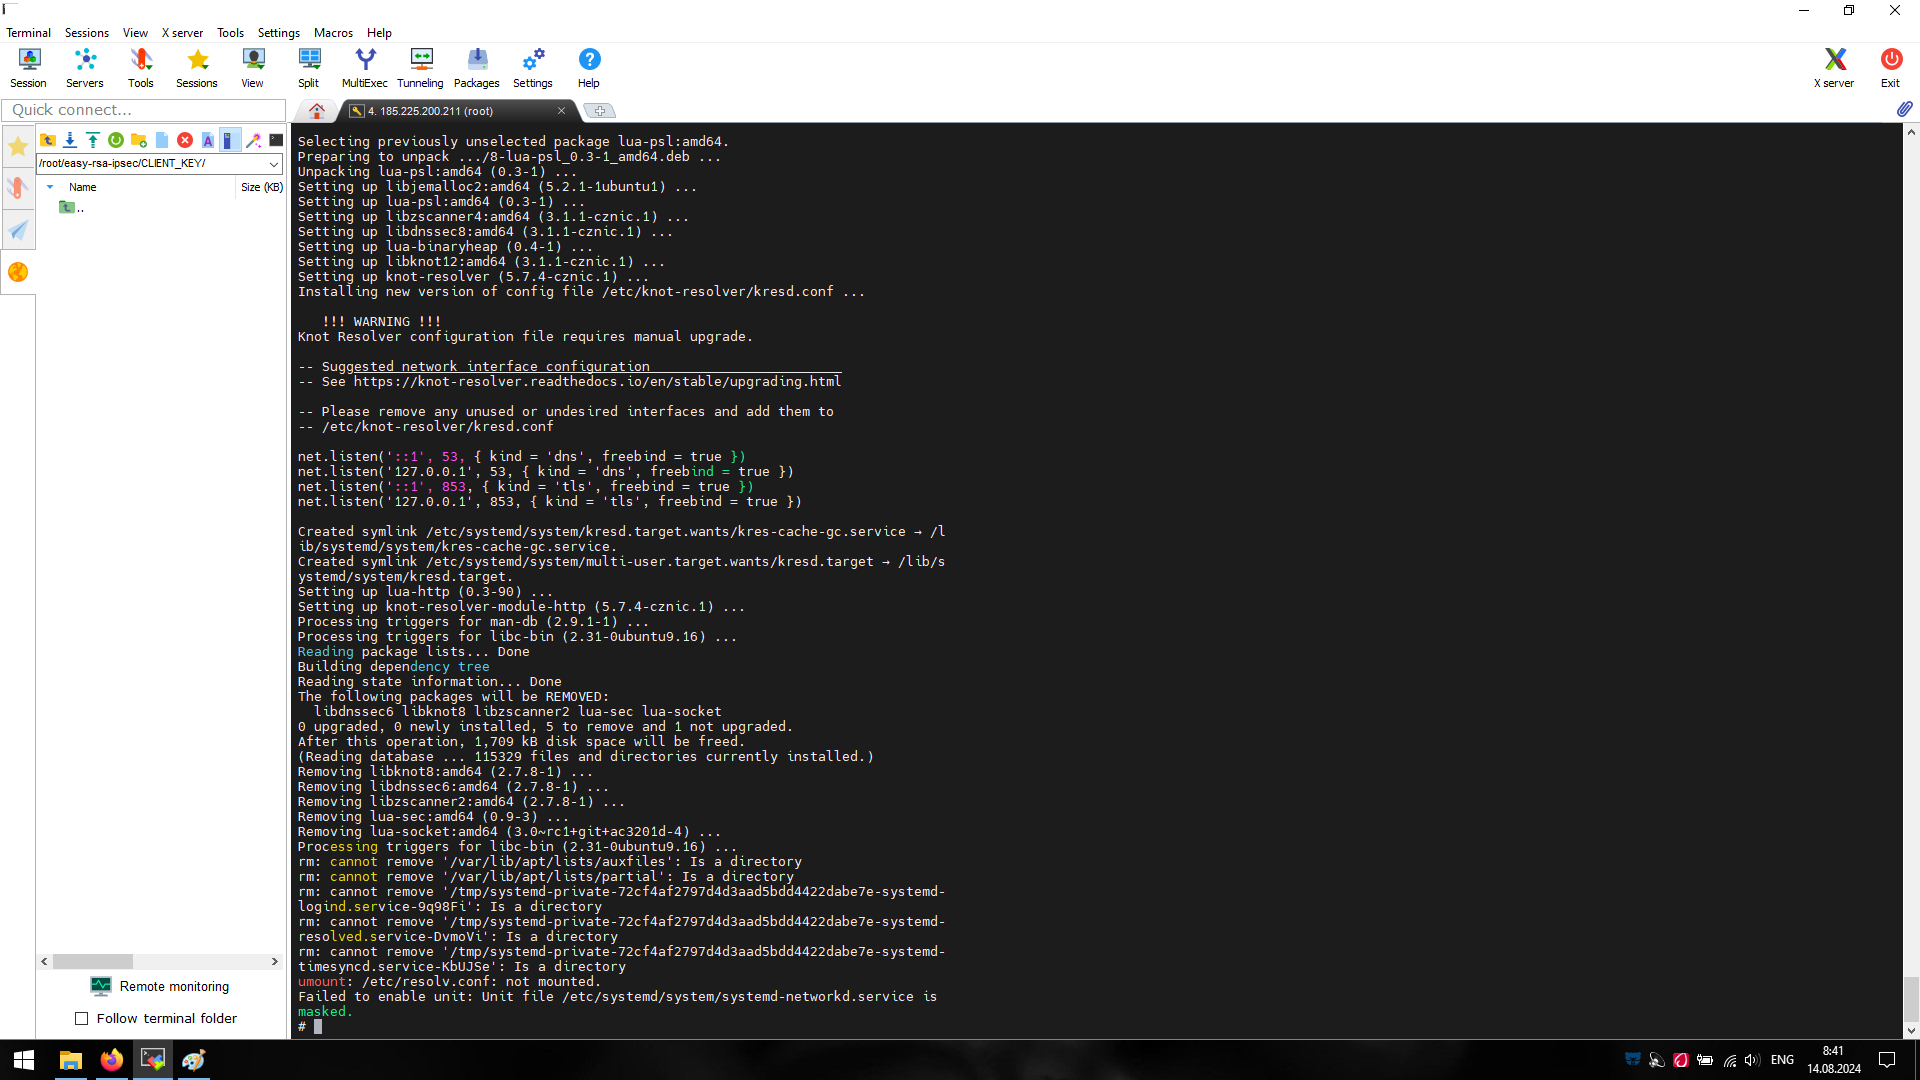 Terminal Sessions View X server Tools Settings Macros Help
Session Servers Tools Sessions View Split MultiExec Tunneling Packages Settings Help X server Exit
Quick connect...
4. 185.225.200.211 (root)
/root/easy-rsa-ipsec/CLIENT_KEY/
Name Size (KB)
..
Selecting previously unselected package lua-psl:amd64.
Preparing to unpack .../8-lua-psl_0.3-1_amd64.deb ...
Unpacking lua-psl:amd64 (0.3-1) ...
Setting up libjemalloc2:amd64 (5.2.1-1ubuntu1) ...
Setting up lua-psl:amd64 (0.3-1) ...
Setting up libzscanner4:amd64 (3.1.1-cznic.1) ...
Setting up libdnssec8:amd64 (3.1.1-cznic.1) ...
Setting up lua-binaryheap (0.4-1) ...
Setting up libknot12:amd64 (3.1.1-cznic.1) ...
Setting up knot-resolver (5.7.4-cznic.1) ...
Installing new version of config file /etc/knot-resolver/kresd.conf ...
!!! WARNING !!!
Knot Resolver configuration file requires manual upgrade.
-- Suggested network interface configuration
-- See https://knot-resolver.readthedocs.io/en/stable/upgrading.html
-- Please remove any unused or undesired interfaces and add them to
-- /etc/knot-resolver/kresd.conf
net.listen('::1', 53, { kind = 'dns', freebind = true })
net.listen('127.0.0.1', 53, { kind = 'dns', freebind = true })
net.listen('::1', 853, { kind = 'tls', freebind = true })
net.listen('127.0.0.1', 853, { kind = 'tls', freebind = true })
Created symlink /etc/systemd/system/kresd.target.wants/kres-cache-gc.service → /l
ib/systemd/system/kres-cache-gc.service.
Created symlink /etc/systemd/system/multi-user.target.wants/kresd.target → /lib/s
ystemd/system/kresd.target.
Setting up lua-http (0.3-90) ...
Setting up knot-resolver-module-http (5.7.4-cznic.1) ...
Processing triggers for man-db (2.9.1-1) ...
Processing triggers for libc-bin (2.31-0ubuntu9.16) ...
Reading package lists... Done
Building dependency tree
Reading state information... Done
The following packages will be REMOVED:
libdnssec6 libknot8 libzscanner2 lua-sec lua-socket
0 upgraded, 0 newly installed, 5 to remove and 1 not upgraded.
After this operation, 1,709 kB disk space will be freed.
(Reading database ... 115329 files and directories currently installed.)
Removing libknot8:amd64 (2.7.8-1) ...
Removing libdnssec6:amd64 (2.7.8-1) ...
Removing libzscanner2:amd64 (2.7.8-1) ...
Removing lua-sec:amd64 (0.9-3) ...
Removing lua-socket:amd64 (3.0~rc1+git+ac3201d-4) ...
Processing triggers for libc-bin (2.31-0ubuntu9.16) ...
rm: cannot remove '/var/lib/apt/lists/auxfiles': Is a directory
rm: cannot remove '/var/lib/apt/lists/partial': Is a directory
rm: cannot remove '/tmp/systemd-private-72cf4af2797d4d3aad5bdd4422dabe7e-systemd-
logind.service-9q98Fi': Is a directory
rm: cannot remove '/tmp/systemd-private-72cf4af2797d4d3aad5bdd4422dabe7e-systemd-
resolved.service-DvmoVi': Is a directory
rm: cannot remove '/tmp/systemd-private-72cf4af2797d4d3aad5bdd4422dabe7e-systemd-
timesyncd.service-KbUJSe': Is a directory
umount: /etc/resolv.conf: not mounted.
Failed to enable unit: Unit file /etc/systemd/system/systemd-networkd.service is
masked.
#
Remote monitoring
Follow terminal folder
ENG
8:41
14.08.2024